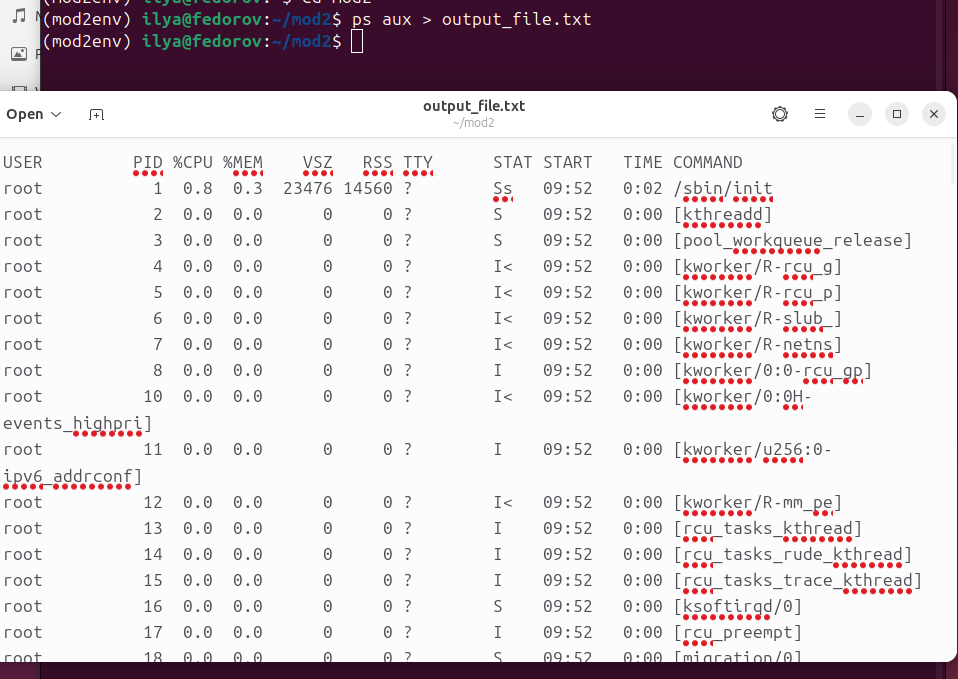 (mod2env) ilya@fedorov:~/mod2$ ps aux > output_file.txt
(mod2env) ilya@fedorov:~/mod2$
Open
output_file.txt
~/mod2
USER PID %CPU %MEM VSZ RSS TTY STAT START TIME COMMAND
root 1 0.8 0.3 23476 14560 ? Ss 09:52 0:02 /sbin/init
root 2 0.0 0.0 0 0 ? S 09:52 0:00 [kthreadd]
root 3 0.0 0.0 0 0 ? S 09:52 0:00 [pool_workqueue_release]
root 4 0.0 0.0 0 0 ? I< 09:52 0:00 [kworker/R-rcu_g]
root 5 0.0 0.0 0 0 ? I< 09:52 0:00 [kworker/R-rcu_p]
root 6 0.0 0.0 0 0 ? I< 09:52 0:00 [kworker/R-slub_]
root 7 0.0 0.0 0 0 ? I< 09:52 0:00 [kworker/R-netns]
root 8 0.0 0.0 0 0 ? I 09:52 0:00 [kworker/0:0-rcu_gp]
root 10 0.0 0.0 0 0 ? I< 09:52 0:00 [kworker/0:0H-
events_highpri]
root 11 0.0 0.0 0 0 ? I 09:52 0:00 [kworker/u256:0-
ipv6_addrconf]
root 12 0.0 0.0 0 0 ? I< 09:52 0:00 [kworker/R-mm_pe]
root 13 0.0 0.0 0 0 ? I 09:52 0:00 [rcu_tasks_kthread]
root 14 0.0 0.0 0 0 ? I 09:52 0:00 [rcu_tasks_rude_kthread]
root 15 0.0 0.0 0 0 ? I 09:52 0:00 [rcu_tasks_trace_kthread]
root 16 0.0 0.0 0 0 ? S 09:52 0:00 [ksoftirqd/0]
root 17 0.0 0.0 0 0 ? I 09:52 0:00 [rcu_preempt]
root 18 0.0 0.0 0 0 ? S 09:52 0:00 [migration/0]